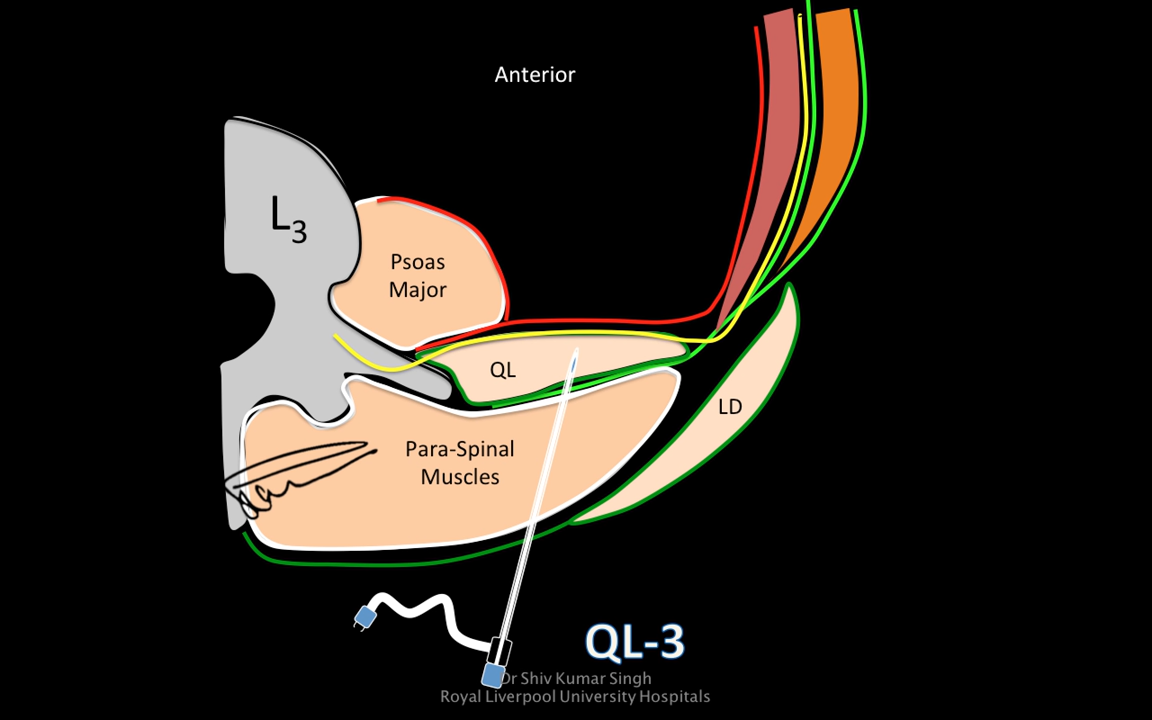 Anterior
L3
Psoas
Major
QL
LD
Para-Spinal
Muscles
QL-3
Dr Shiv Kumar Singh
Royal Liverpool University Hospitals